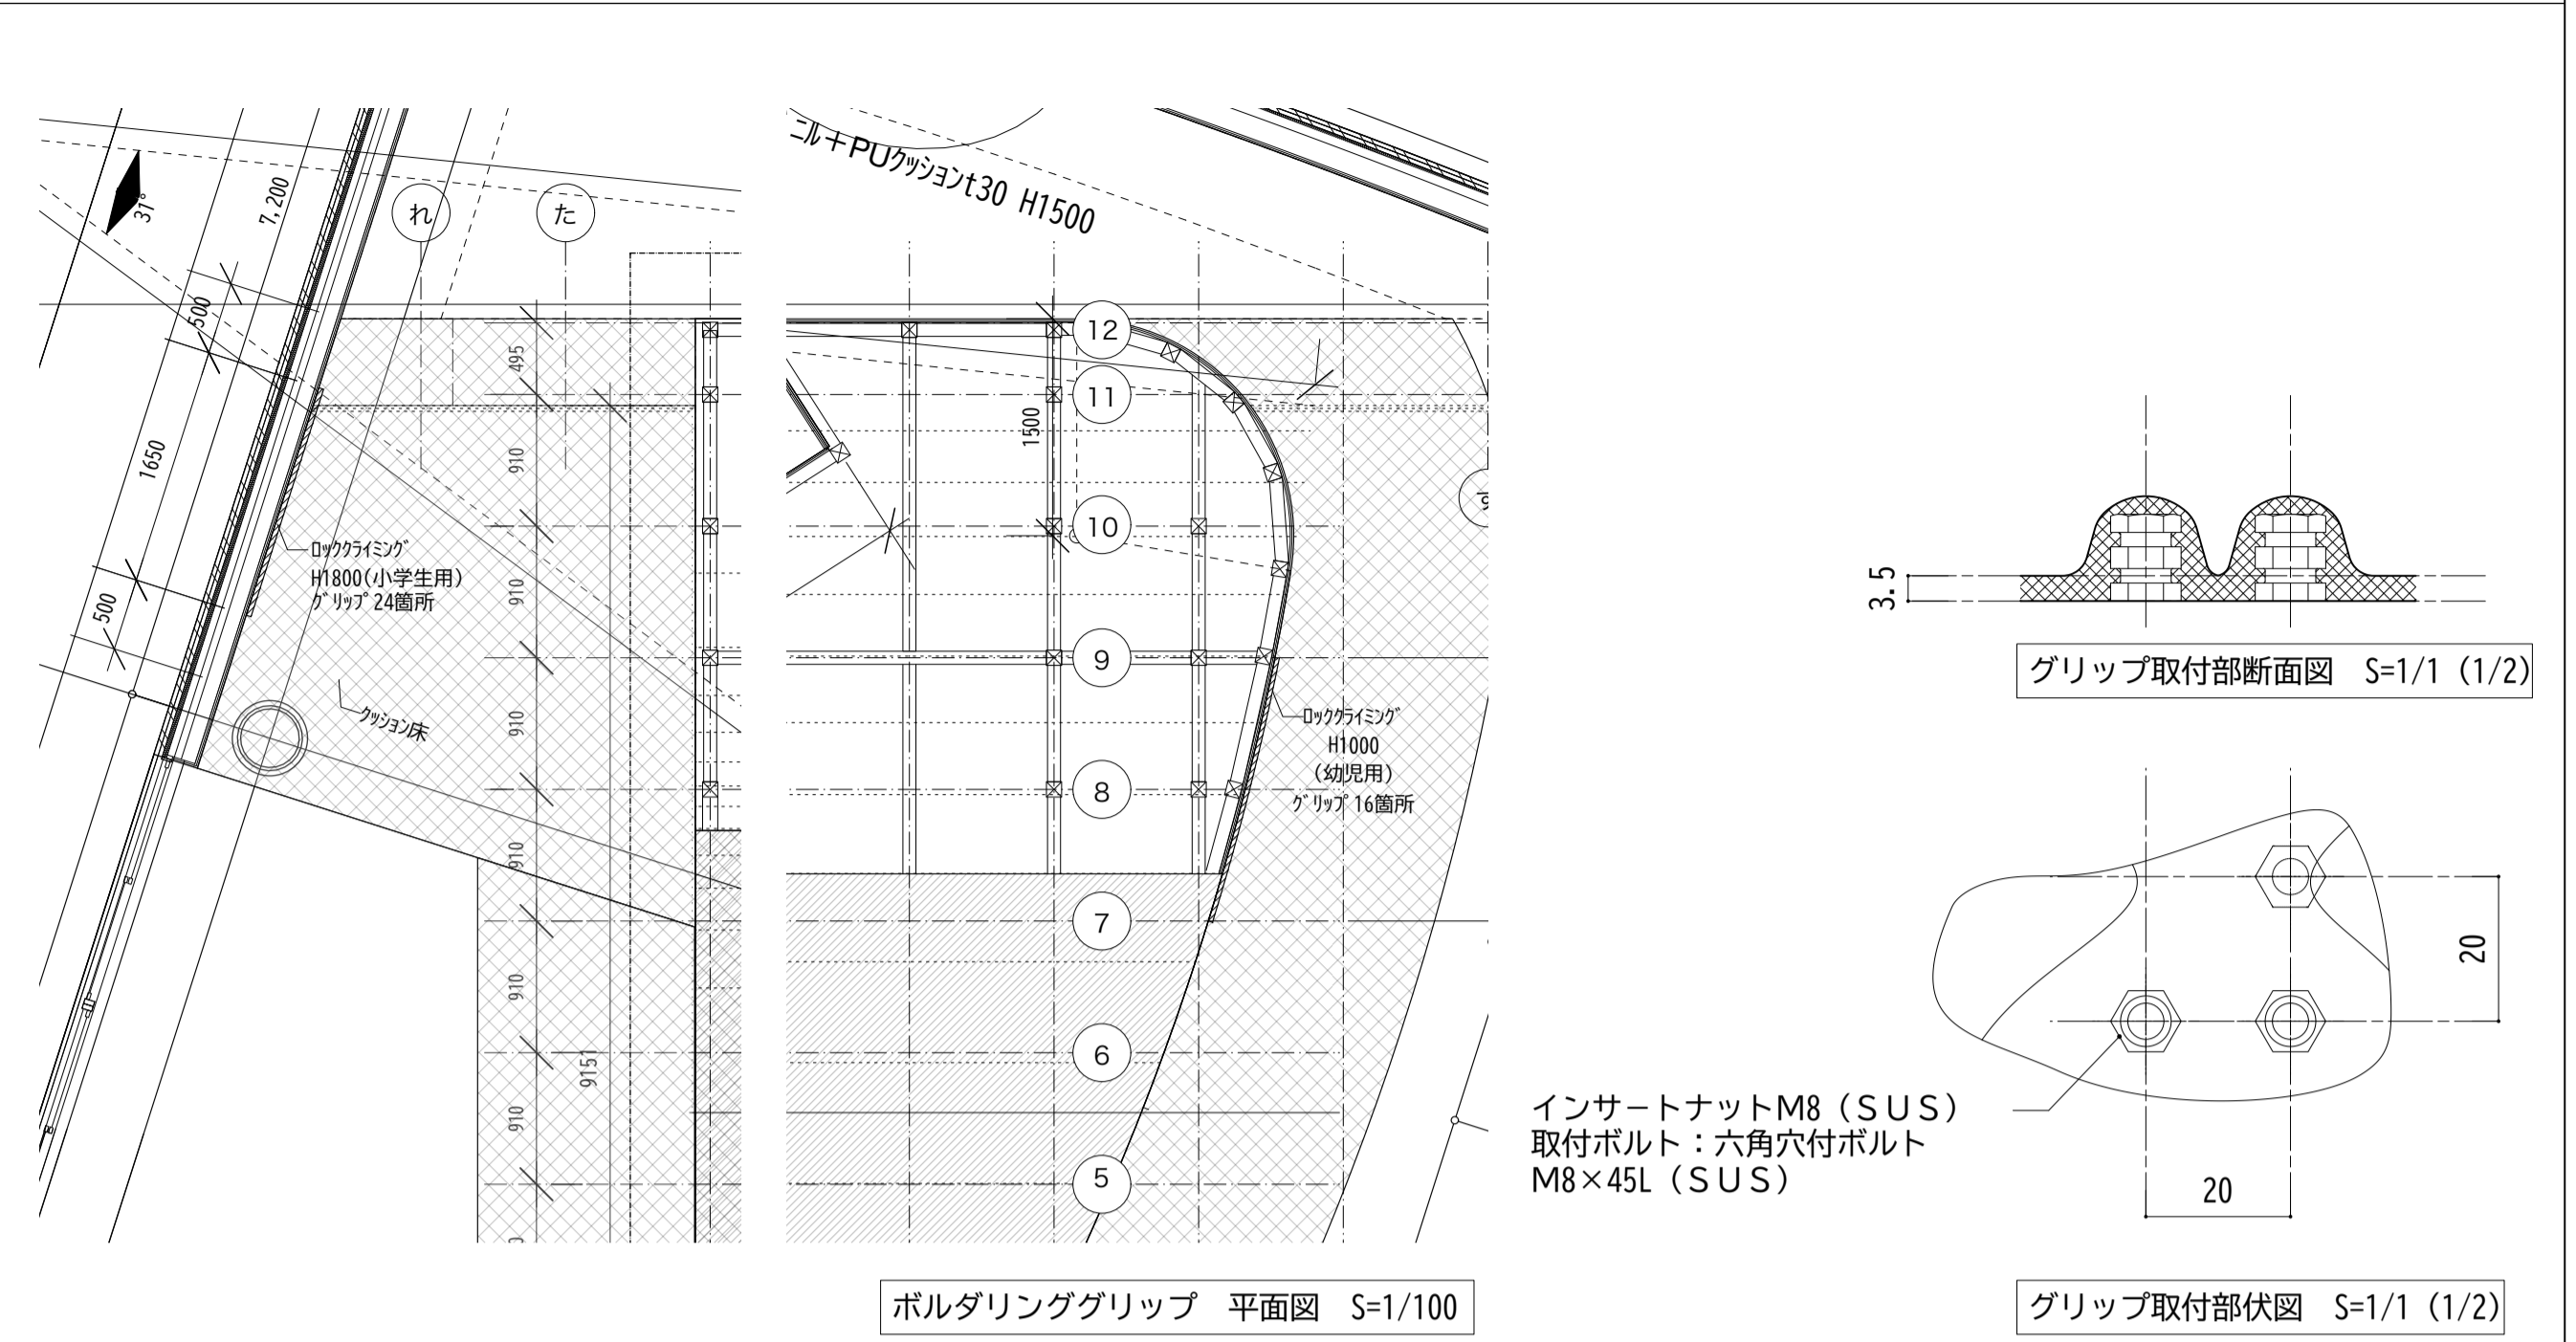 31°
7,200
500
1650
500
れ
た
495
910
910
910
910
910
910
9151
ﾛｯｸｸﾗｲﾐﾝｸﾞ
H1800(小学生用)
ｸﾞﾘｯﾌﾟ24箇所
ｸｯｼｮﾝ床
ﾆﾙ＋PUｸｯｼｮﾝt30 H1500
12
11
1500
10
9
8
7
6
5
ﾛｯｸｸﾗｲﾐﾝｸﾞ
H1000
(幼児用)
ｸﾞﾘｯﾌﾟ16箇所
ボルダリンググリップ　平面図　S=1/100
3.5
グリップ取付部断面図　S=1/1 (1/2)
20
インサートナットM8（ＳＵＳ）
取付ボルト：六角穴付ボルト
M8×45L（ＳＵＳ）
20
グリップ取付部伏図　S=1/1 (1/2)